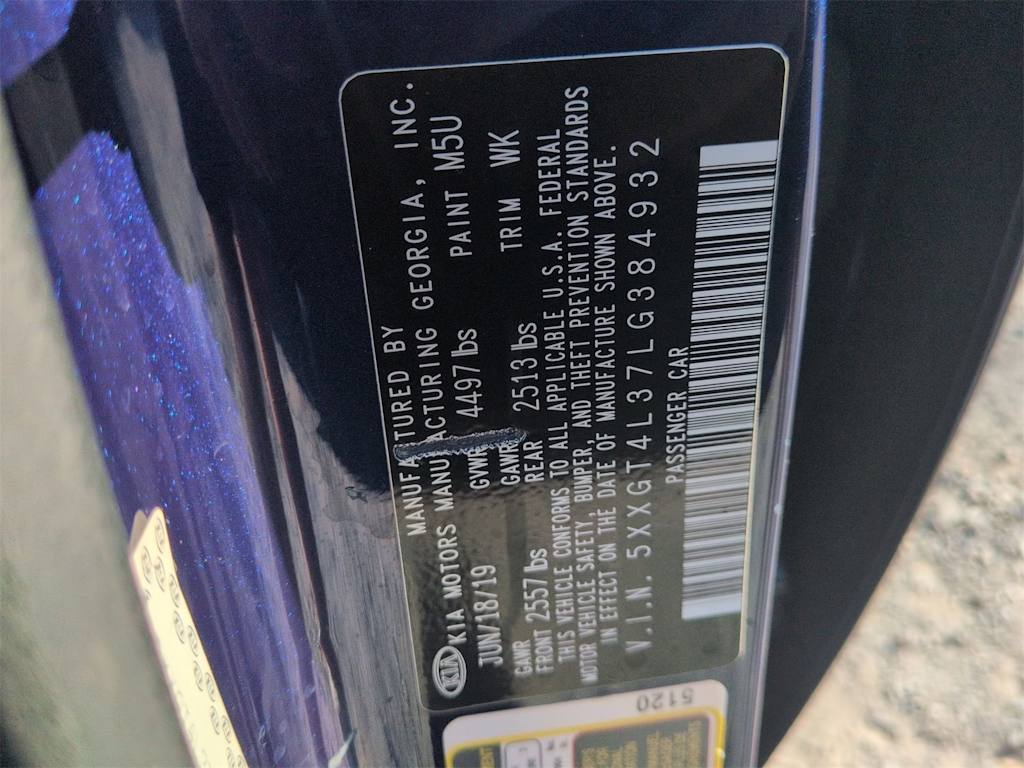 MANUFACTURED BY
KIA KIA MOTORS MANUFACTURING GEORGIA, INC.
JUN/18/19 GVWR 4497 lbs PAINT M5U
GAWR FRONT 2557 lbs GAWR REAR 2513 lbs TRIM WK
THIS VEHICLE CONFORMS TO ALL APPLICABLE U.S.A. FEDERAL
MOTOR VEHICLE SAFETY, BUMPER, AND THEFT PREVENTION STANDARDS
IN EFFECT ON THE DATE OF MANUFACTURE SHOWN ABOVE.
V.I.N. 5XXGT4L37LG384932
PASSENGER CAR
5120